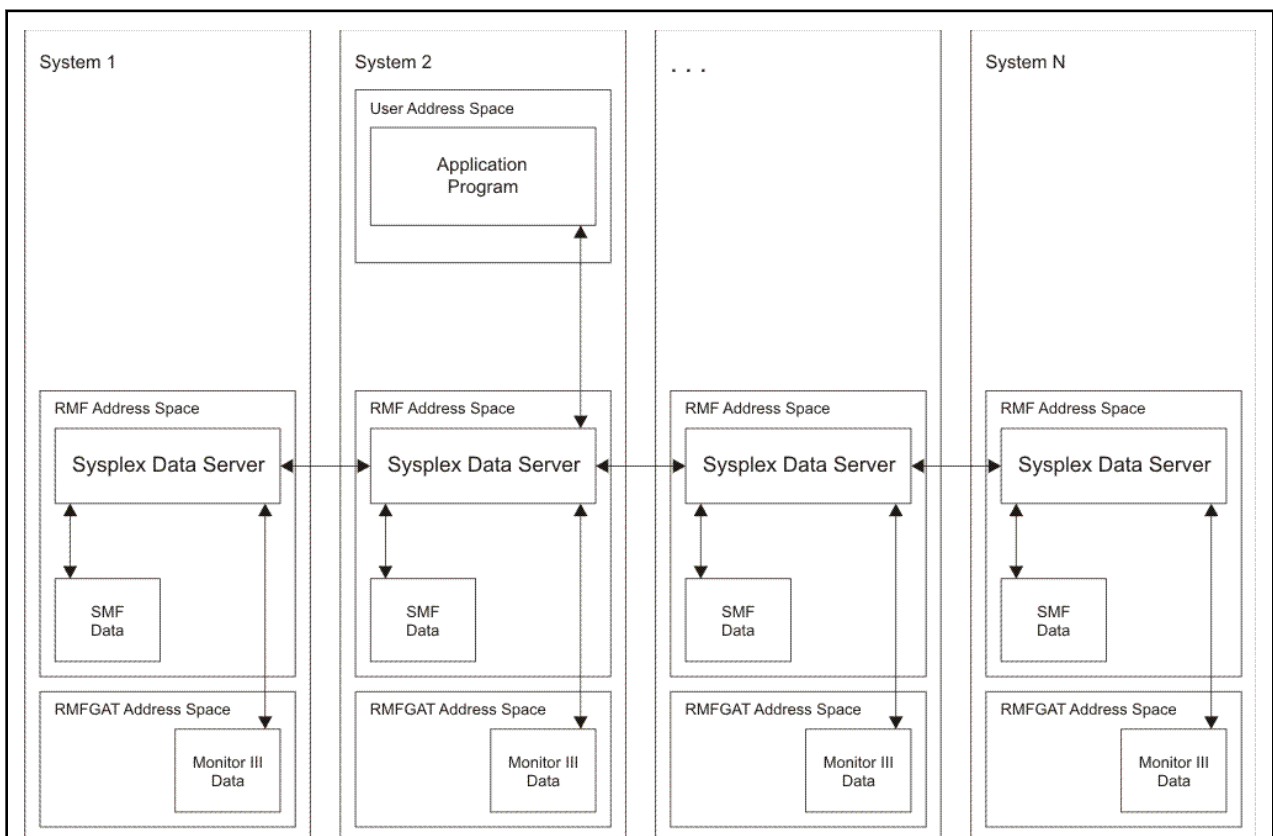 System 1
System 2
. . .
System N
User Address Space
Application
Program
RMF Address Space
RMF Address Space
RMF Address Space
RMF Address Space
Sysplex Data Server
Sysplex Data Server
Sysplex Data Server
Sysplex Data Server
SMF
Data
SMF
Data
SMF
Data
SMF
Data
RMFGAT Address Space
RMFGAT Address Space
RMFGAT Address Space
RMFGAT Address Space
Monitor III
Data
Monitor III
Data
Monitor III
Data
Monitor III
Data